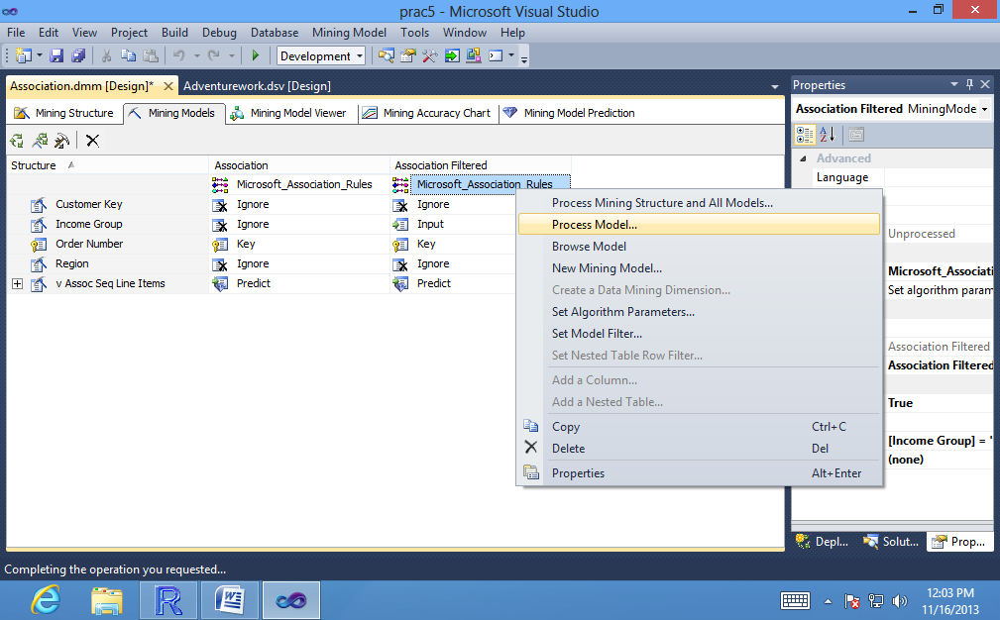 prac5 - Microsoft Visual Studio
File Edit View Project Build Debug Database Mining Model Tools Window Help
Development
Association.dmm [Design]* Adventurework.dsv [Design]
Mining Structure Mining Models Mining Model Viewer Mining Accuracy Chart Mining Model Prediction
Structure Association Association Filtered
Microsoft_Association_Rules Microsoft_Association_Rules
Customer Key Ignore Ignore
Income Group Ignore Input
Order Number Key Key
Region Ignore Ignore
v Assoc Seq Line Items Predict Predict
Process Mining Structure and All Models...
Process Model...
Browse Model
New Mining Model...
Create a Data Mining Dimension...
Set Algorithm Parameters...
Set Model Filter...
Set Nested Table Row Filter...
Add a Column...
Add a Nested Table...
Copy Ctrl+C
Delete Del
Properties Alt+Enter
Properties
Association Filtered MiningMode
Advanced
Language
Unprocessed
Microsoft_Associati
Set algorithm param
Association Filtered
Association Filtered
True
[Income Group] = '
(none)
Depl... Solut... Prop...
Completing the operation you requested...
12:03 PM
11/16/2013